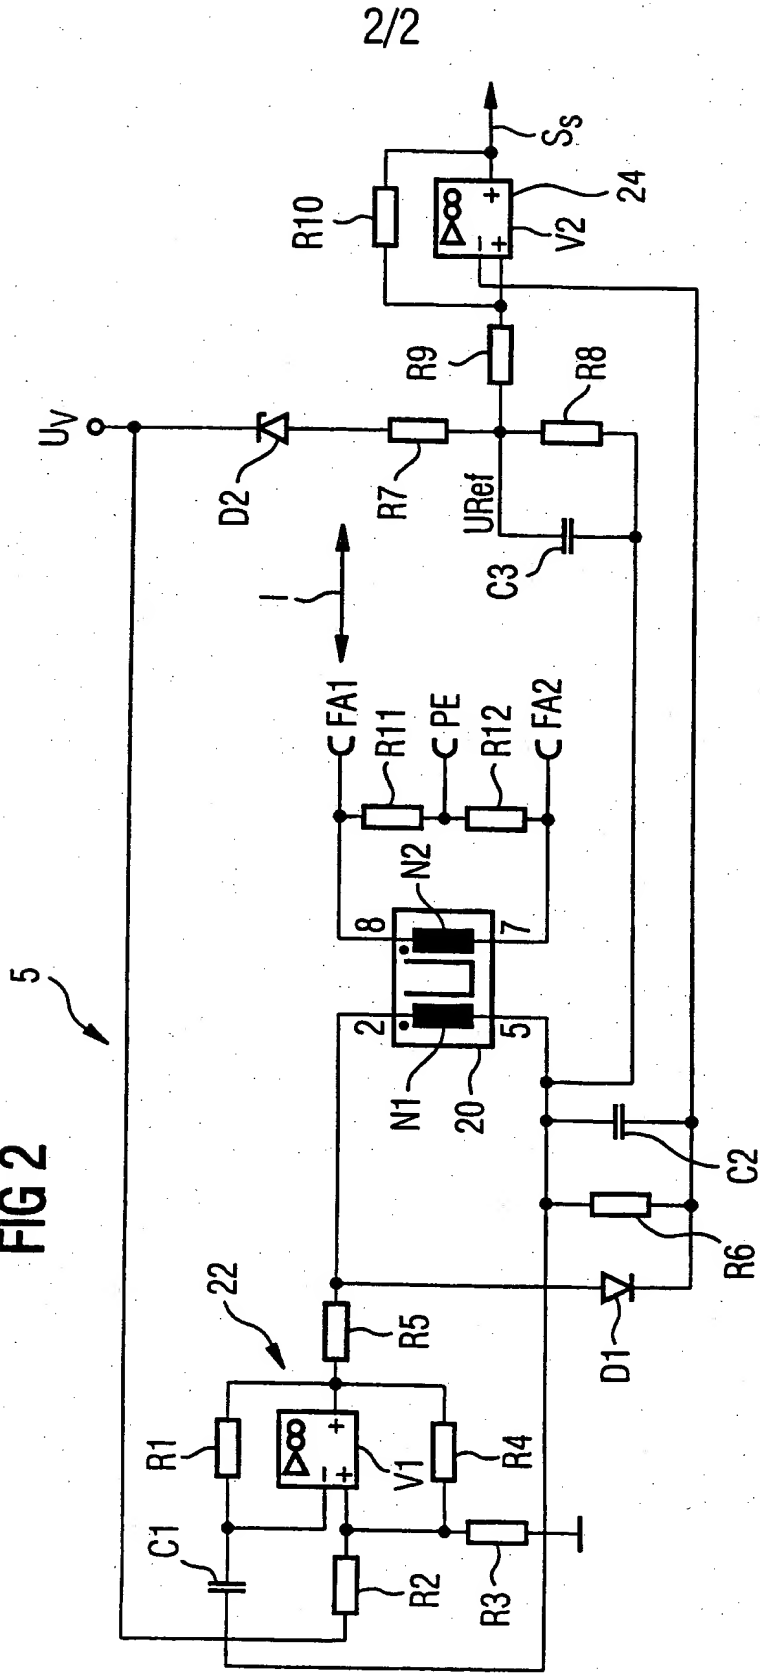 2/2
FIG 2
5
UV
D2
R7
URef
C3
R8
R9
R10
V2
24
SS
I
FA1
R11
PE
R12
FA2
8
N2
7
2
N1
20
5
22
R1
C1
V1
R2
R3
R4
R5
D1
R6
C2
- + +
- + +